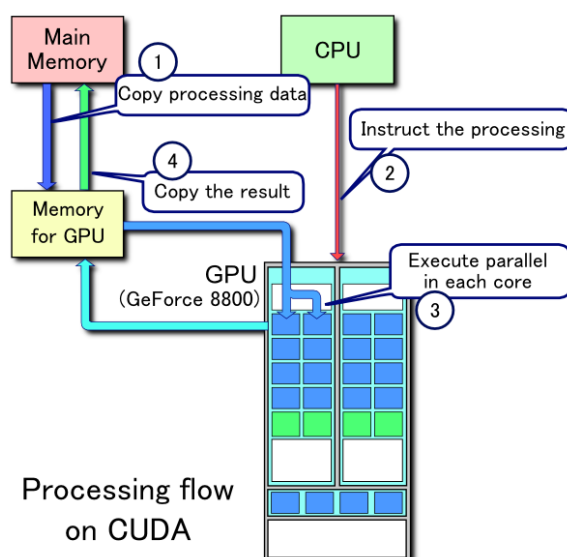 Main
Memory
CPU
1
Copy processing data
Instruct the processing
2
4
Copy the result
Memory
for GPU
GPU
(GeForce 8800)
Execute parallel
in each core
3
Processing flow
on CUDA